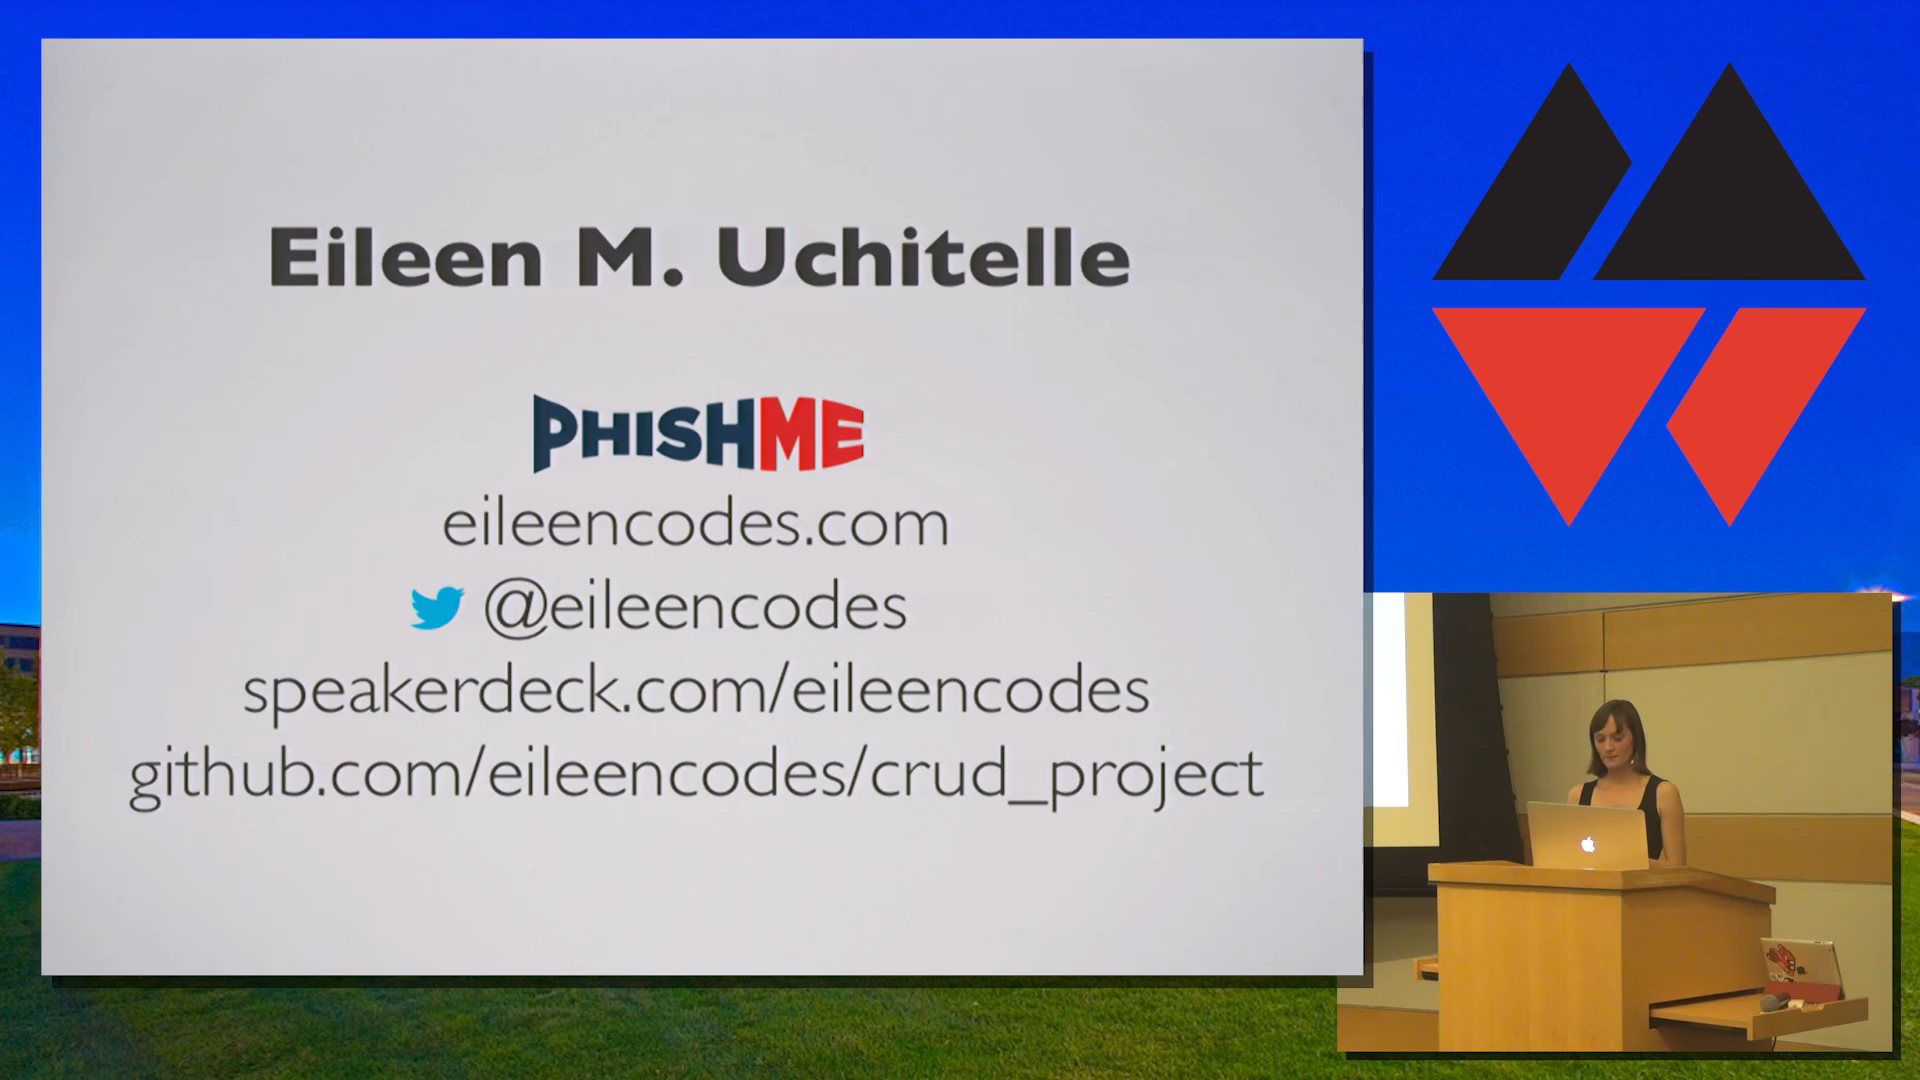 Eileen M. Uchitelle
PHISHME
eileencodes.com
@eileencodes
speakerdeck.com/eileencodes
github.com/eileencodes/crud_project